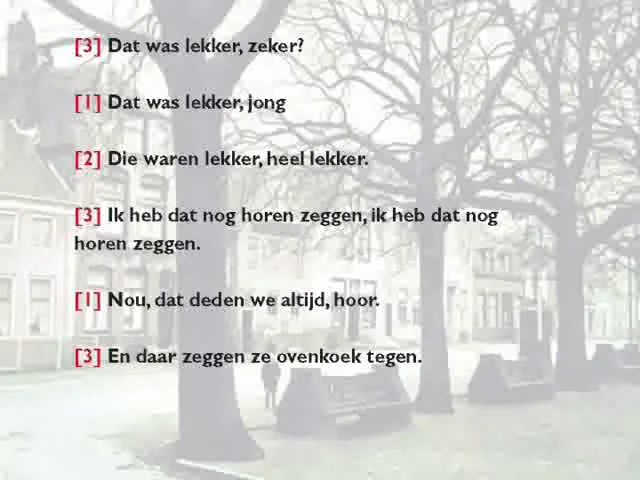 [3] Dat was lekker, zeker?
[1] Dat was lekker, jong
[2] Die waren lekker, heel lekker.
[3] Ik heb dat nog horen zeggen, ik heb dat nog
horen zeggen.
[1] Nou, dat deden we altijd, hoor.
[3] En daar zeggen ze ovenkoek tegen.